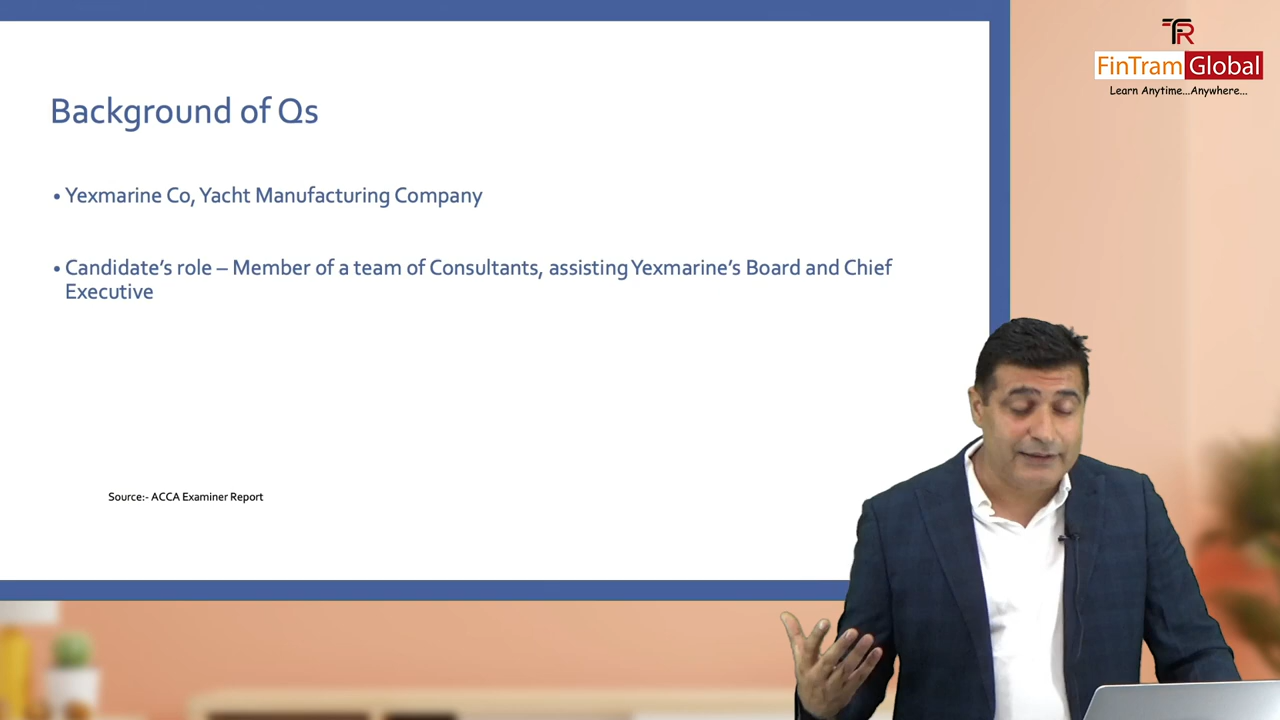 TR
FinTram Global
Learn Anytime...Anywhere...
Background of Qs
• Yexmarine Co, Yacht Manufacturing Company
• Candidate's role – Member of a team of Consultants, assisting Yexmarine's Board and Chief
Executive
Source:- ACCA Examiner Report